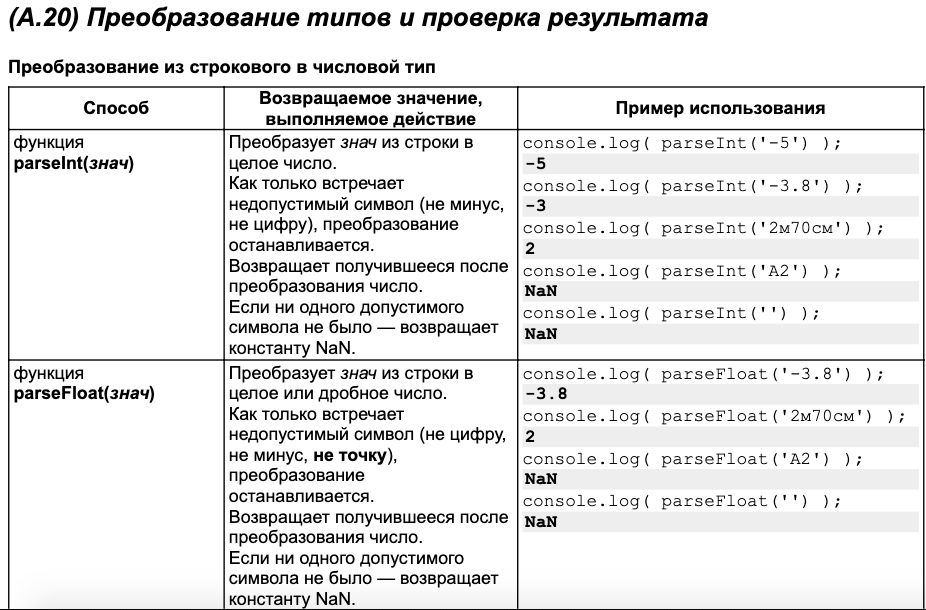 (A.20) Преобразование типов и проверка результата
Преобразование из строкового в числовой тип
Способ
Возвращаемое значение,
выполняемое действие
Пример использования
функция
parseInt(знач)
Преобразует знач из строки в
целое число.
Как только встречает
недопустимый символ (не минус,
не цифру), преобразование
останавливается.
Возвращает получившееся после
преобразования число.
Если ни одного допустимого
символа не было — возвращает
константу NaN.
console.log( parseInt('-5') );
-5
console.log( parseInt('-3.8') );
-3
console.log( parseInt('2м70см') );
2
console.log( parseInt('A2') );
NaN
console.log( parseInt('') );
NaN
функция
parseFloat(знач)
Преобразует знач из строки в
целое или дробное число.
Как только встречает
недопустимый символ (не цифру,
не минус, не точку),
преобразование
останавливается.
Возвращает получившееся после
преобразования число.
Если ни одного допустимого
символа не было — возвращает
константу NaN.
console.log( parseFloat('-3.8') );
-3.8
console.log( parseFloat('2м70см') );
2
console.log( parseFloat('A2') );
NaN
console.log( parseFloat('') );
NaN